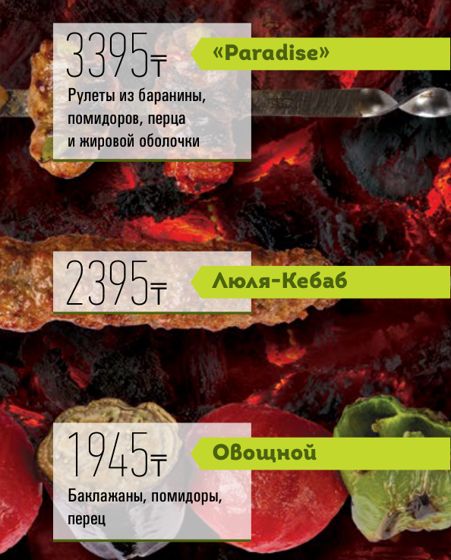 3395₸
«Paradise»
Рулеты из баранины,
помидоров, перца
и жировой оболочки
2395₸
Люля-Кебаб
1945₸
Овощной
Баклажаны, помидоры,
перец